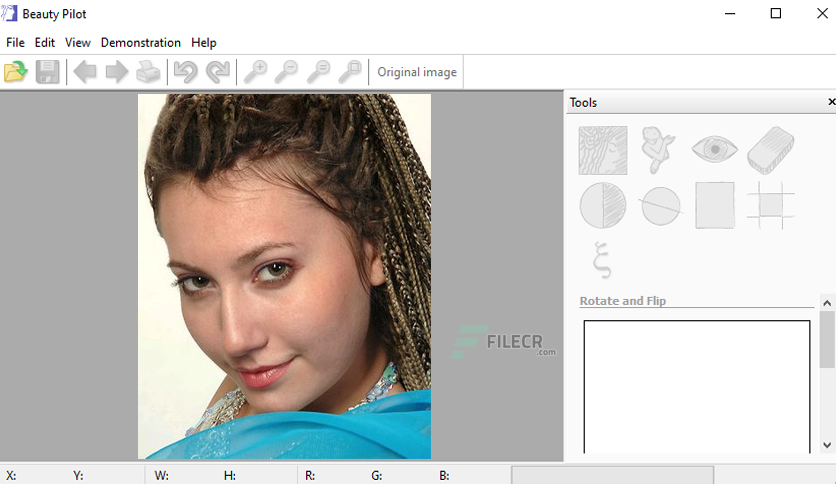 Beauty Pilot
File Edit View Demonstration Help
Original image
Tools
Rotate and Flip
FILECR
.com
X: Y: W: H: R: G: B: